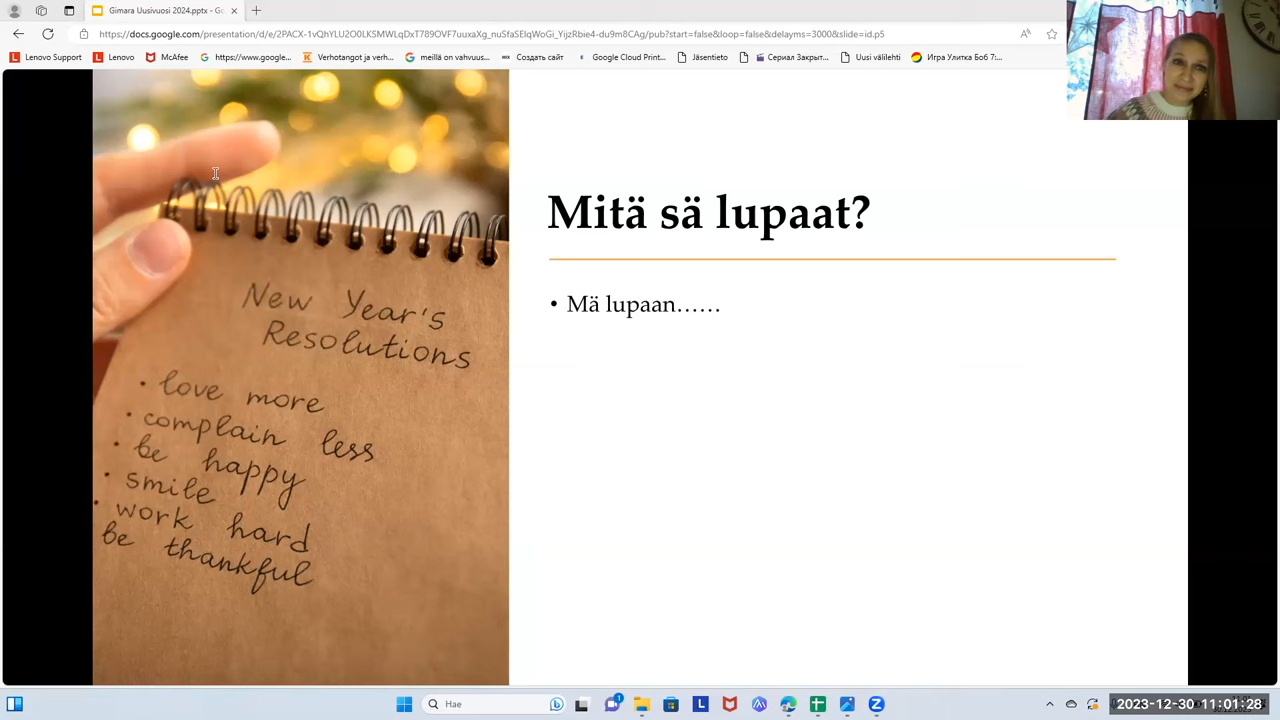 Gimara Uusivuosi 2024.pptx - Go
https://docs.google.com/presentation/d/e/2PACX-1vQhYLU2O0LKSMWLqDxT789OVF7uuxaXg_nuSfaSEIqWoGi_YijzRbie4-du9m8CAg/pub?start=false&loop=false&delayms=3000&slide=id.p5
Lenovo Support
Lenovo
McAfee
https://www.google...
Verhotangot ja verh...
meillä on vahvuus...
Создать сайт
Google Cloud Print...
Jäsentieto
Сериал Закрыт...
Uusi välilehti
Игра Улитка Боб 7:...
New Year's
Resolutions
• love more
• complain less
• be happy
• smile
• work hard
be thankful
Mitä sä lupaat?
• Mä lupaan......
Hae
2023-12-30 11:01:28